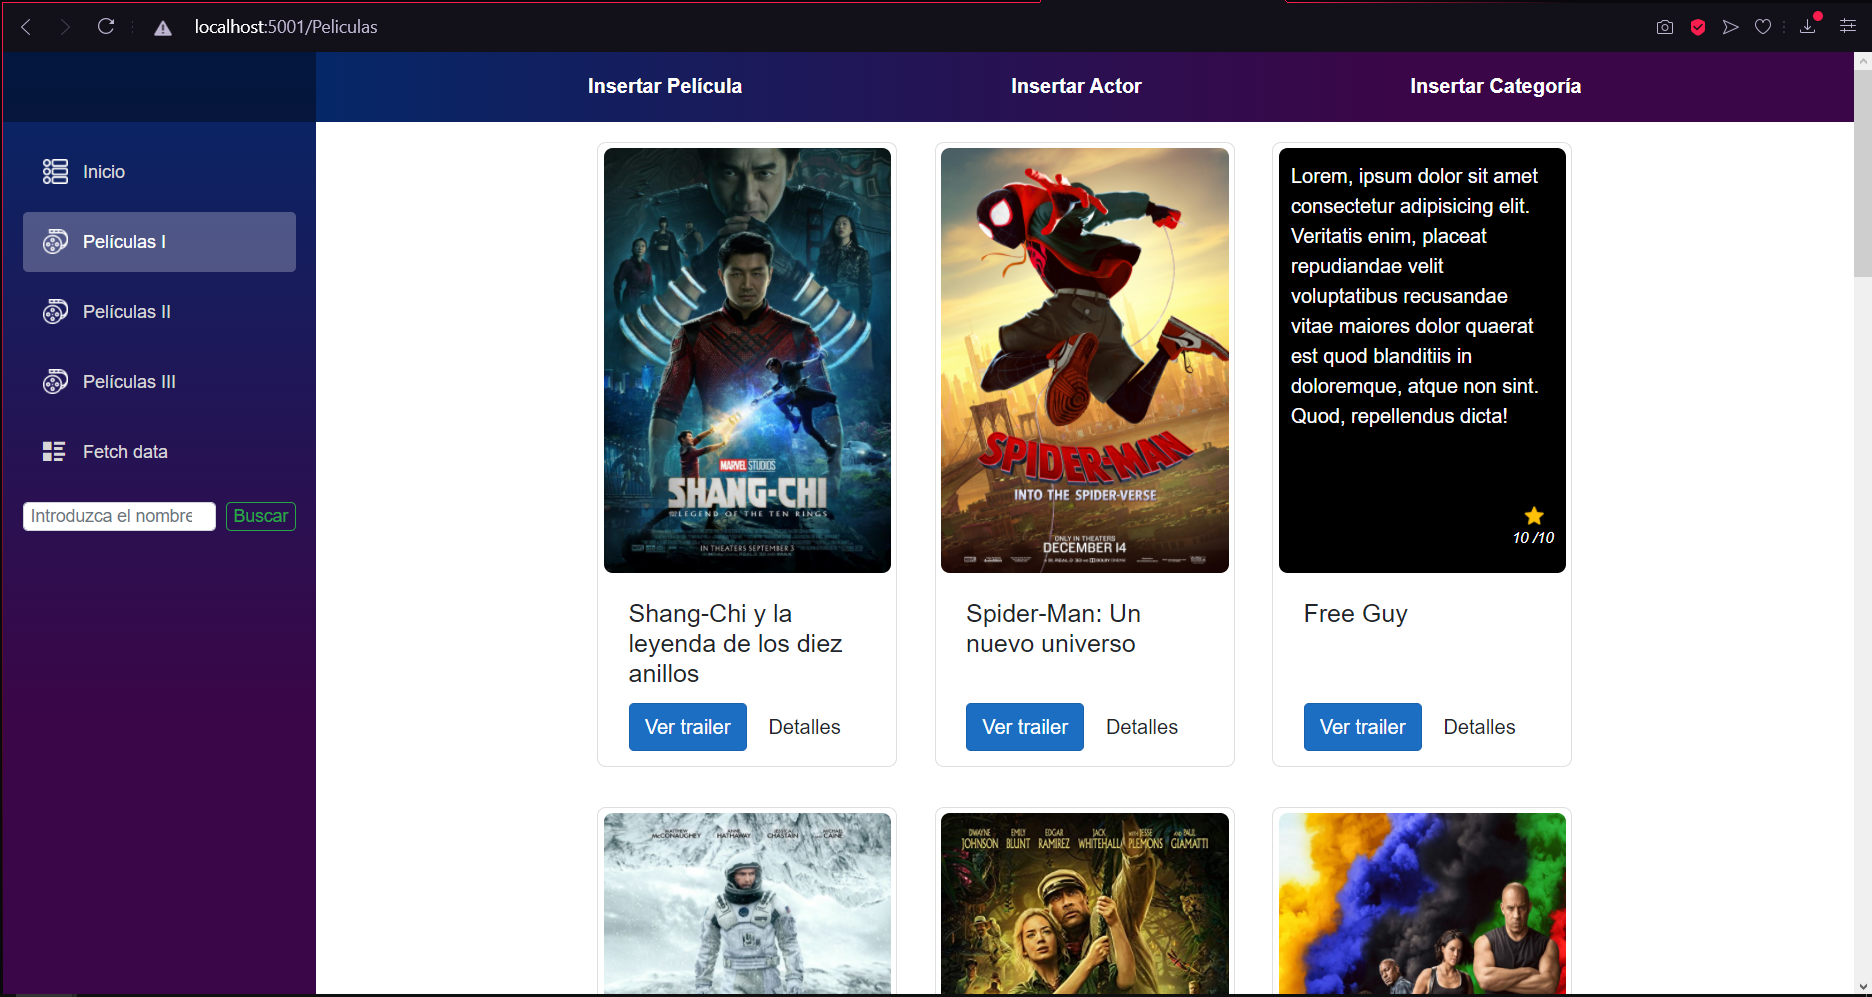 localhost:5001/Peliculas
Insertar Película
Insertar Actor
Insertar Categoría
Inicio
Películas I
Películas II
Películas III
Fetch data
Introduzca el nombre
Buscar
MARVEL STUDIOS
SHANG-CHI
AND THE LEGEND OF THE TEN RINGS
IN THEATERS SEPTEMBER 3
Shang-Chi y la
leyenda de los diez
anillos
Ver trailer
Detalles
SPIDER-MAN
INTO THE SPIDER-VERSE
ONLY IN THEATERS
DECEMBER 14
Spider-Man: Un
nuevo universo
Ver trailer
Detalles
Lorem, ipsum dolor sit amet
consectetur adipisicing elit.
Veritatis enim, placeat
repudiandae velit
voluptatibus recusandae
vitae maiores dolor quaerat
est quod blanditiis in
doloremque, atque non sint.
Quod, repellendus dicta!
10 /10
Free Guy
Ver trailer
Detalles
MATTHEW McCONAUGHEY
ANNE HATHAWAY
JESSICA CHASTAIN
MICHAEL CAINE
DWAYNE JOHNSON
EMILY BLUNT
EDGAR RAMIREZ
JACK WHITEHALL
WITH JESSE PLEMONS
AND PAUL GIAMATTI